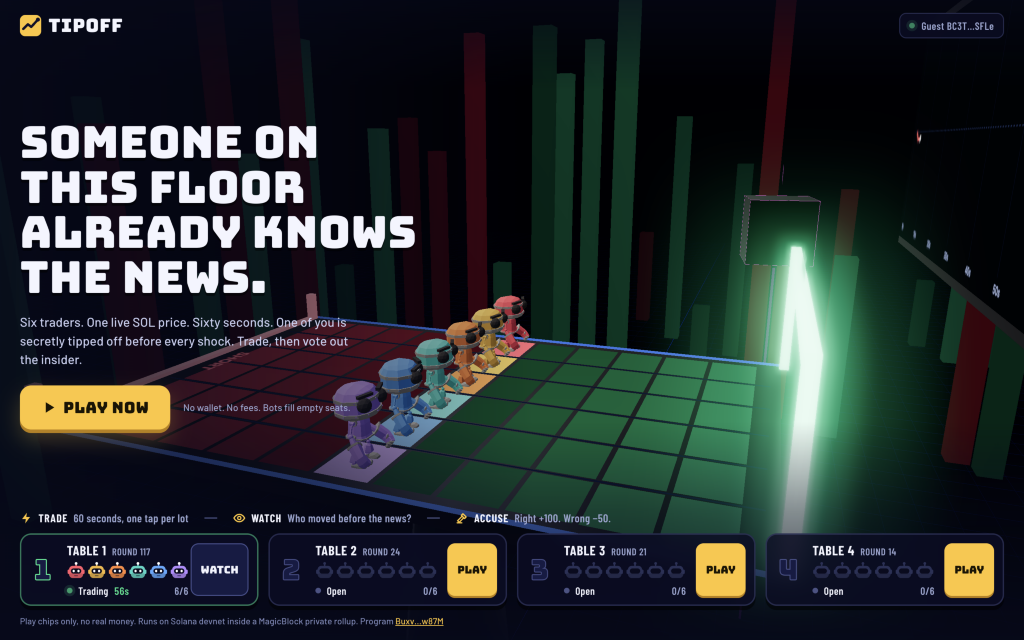 TIPOFF
Guest BC3T...SFLe
SOMEONE ON
THIS FLOOR
ALREADY KNOWS
THE NEWS.
Six traders. One live SOL price. Sixty seconds. One of you is
secretly tipped off before every shock. Trade, then vote out
the insider.
PLAY NOW
No wallet. No fees. Bots fill empty seats.
TRADE 60 seconds, one tap per lot — WATCH Who moved before the news? — ACCUSE Right +100. Wrong −50.
1 TABLE 1 ROUND 117
Trading 56s 6/6
WATCH
2 TABLE 2 ROUND 24
Open 0/6
PLAY
3 TABLE 3 ROUND 21
Open 0/6
PLAY
4 TABLE 4 ROUND 14
Open 0/6
PLAY
Play chips only, no real money. Runs on Solana devnet inside a MagicBlock private rollup. Program Buxv...w87M